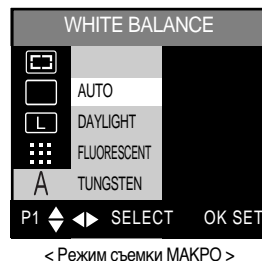 WHITE BALANCE
AUTO
L DAYLIGHT
FLUORESCENT
A TUNGSTEN
P1 SELECT OK SET
< Режим съемки МАКРО >